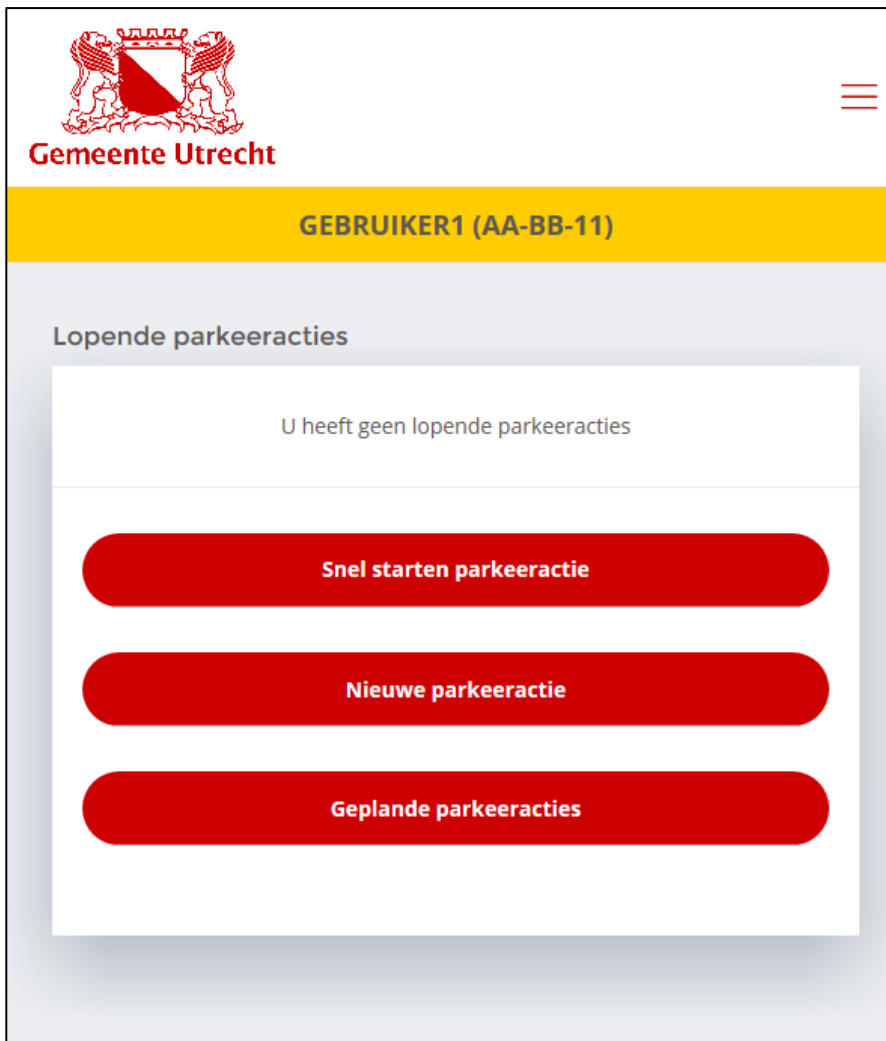 Gemeente Utrecht
GEBRUIKER1 (AA-BB-11)
Lopende parkeeracties
U heeft geen lopende parkeeracties
Snel starten parkeeractie
Nieuwe parkeeractie
Geplande parkeeracties